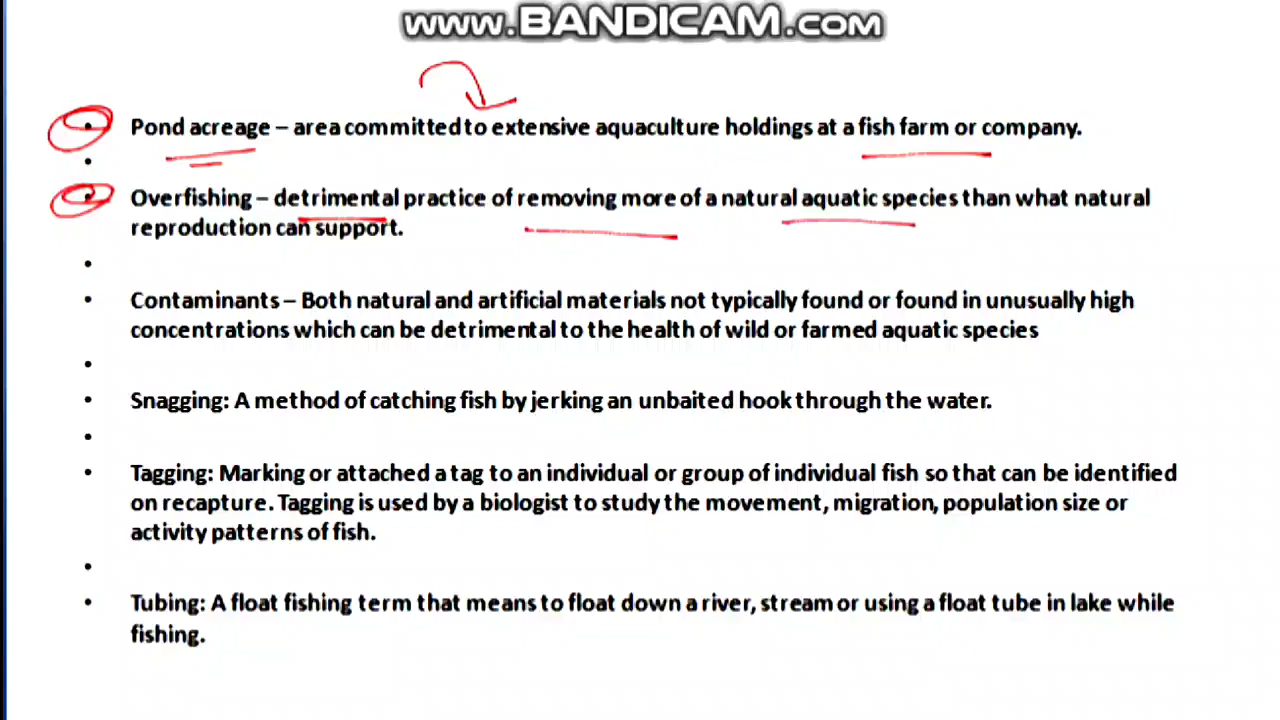 www.BANDICAM.com
• Pond acreage – area committed to extensive aquaculture holdings at a fish farm or company.
•
• Overfishing – detrimental practice of removing more of a natural aquatic species than what natural
reproduction can support.
•
• Contaminants – Both natural and artificial materials not typically found or found in unusually high
concentrations which can be detrimental to the health of wild or farmed aquatic species
•
• Snagging: A method of catching fish by jerking an unbaited hook through the water.
•
• Tagging: Marking or attached a tag to an individual or group of individual fish so that can be identified
on recapture. Tagging is used by a biologist to study the movement, migration, population size or
activity patterns of fish.
•
• Tubing: A float fishing term that means to float down a river, stream or using a float tube in lake while
fishing.